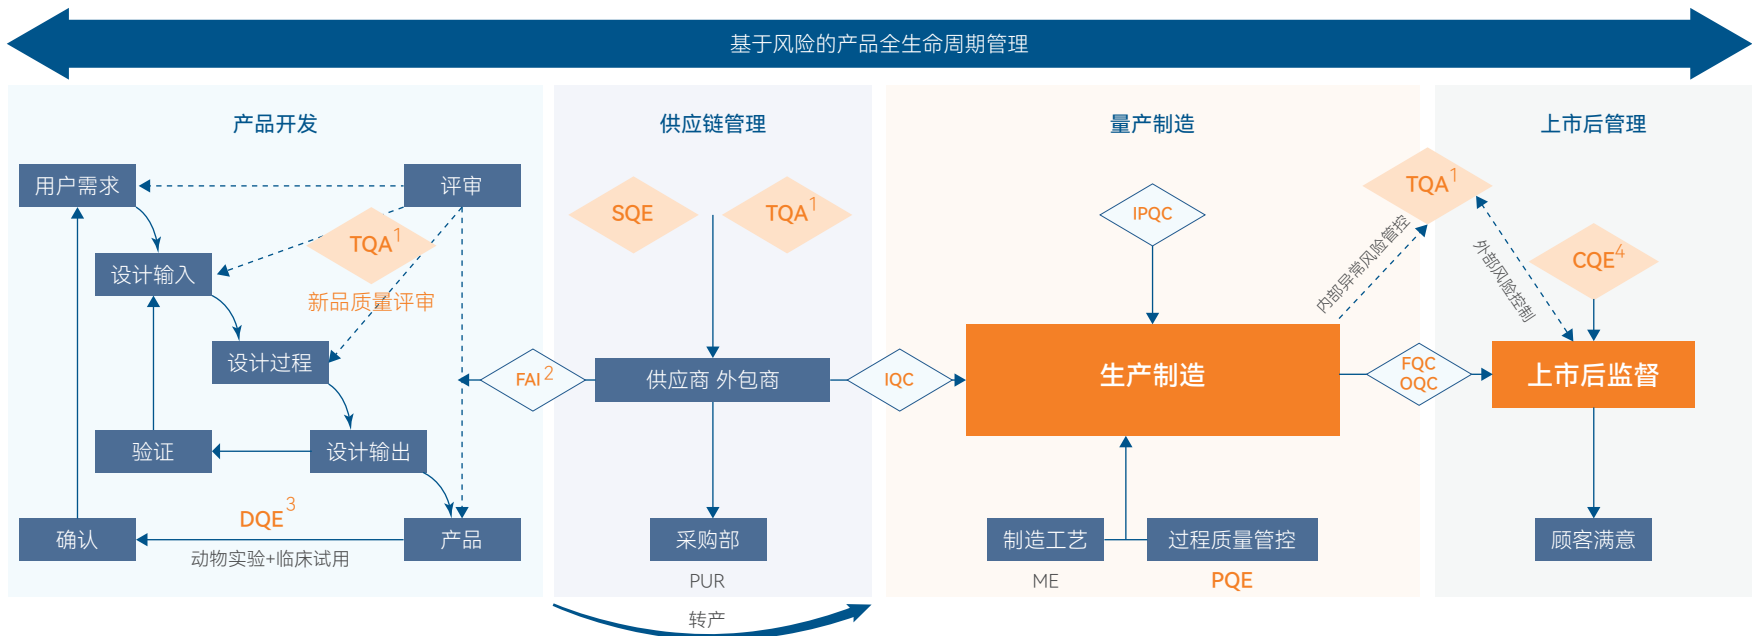 基于风险的产品全生命周期管理
产品开发
用户需求
评审
TQA1
设计输入
新品质量评审
设计过程
验证
设计输出
DQE3
确认
产品
动物实验+临床试用
供应链管理
SQE
TQA1
FAI2
供应商 外包商
IQC
采购部
PUR
转产
量产制造
IPQC
内部异常风险管控
生产制造
FQC
OQC
制造工艺
过程质量管控
ME
PQE
上市后管理
TQA1
外部风险控制
CQE4
上市后监督
顾客满意